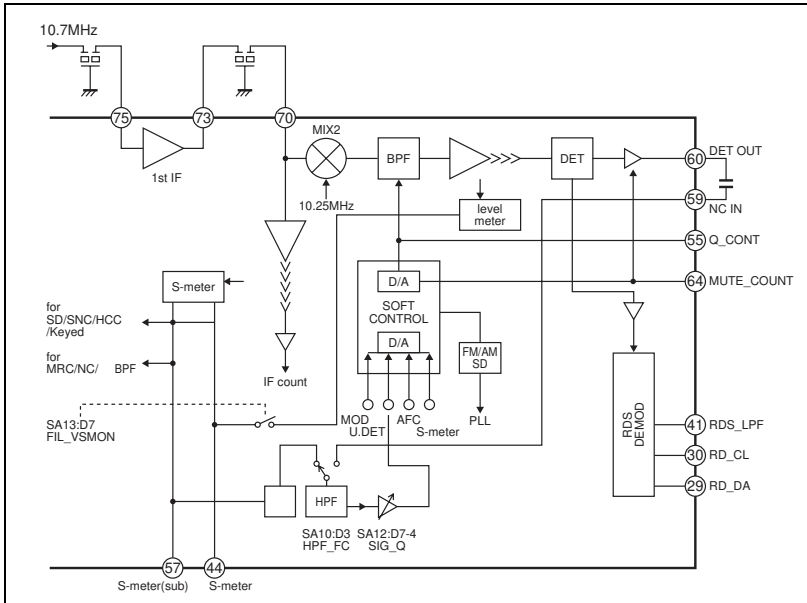 10.7MHz
75
73
70
1st IF
MIX2
10.25MHz
BPF
DET
60
DET OUT
level
meter
59
NC IN
55
Q_CONT
64
MUTE_COUNT
S-meter
D/A
SOFT
CONTROL
D/A
FM/AM
SD
PLL
for
SD/SNC/HCC
/Keyed
for
MRC/NC/ BPF
IF count
MOD
U.DET
AFC
S-meter
SA13:D7
FIL_VSMON
HPF
SA10:D3
HPF_FC
SA12:D7-4
SIG_Q
RDS
DEMOD
41
RDS_LPF
30
RD_CL
29
RD_DA
57
44
S-meter(sub)
S-meter